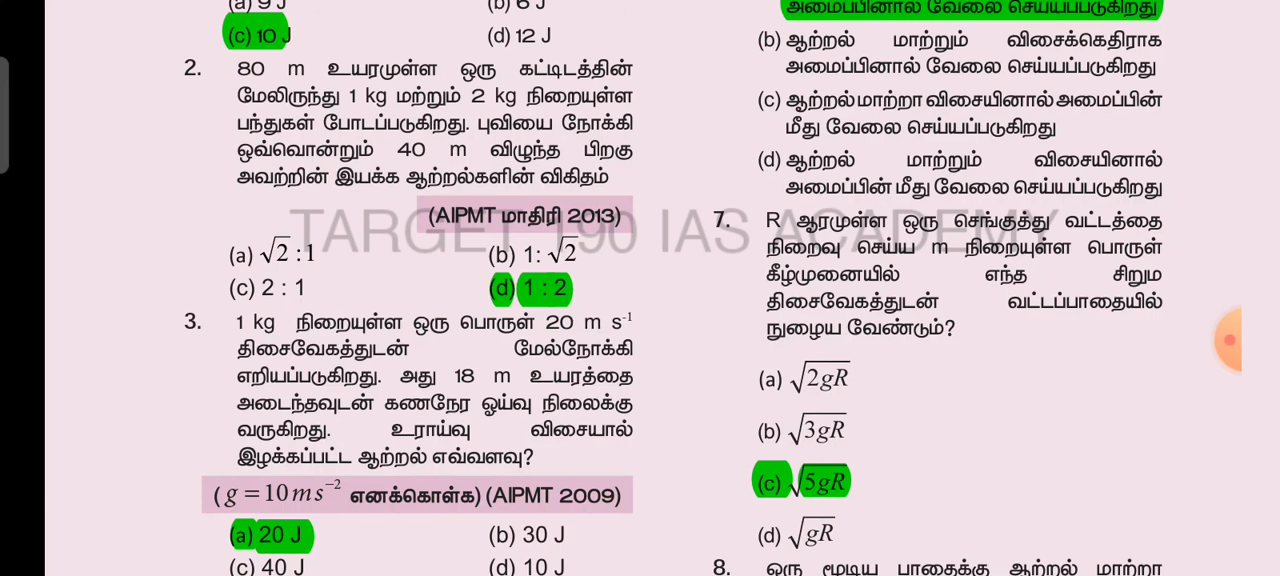 (a) 9 J (b) 6 J
(c) 10 J (d) 12 J
2. 80 m உயரமுள்ள ஒரு கட்டிடத்தின்
மேலிருந்து 1 kg மற்றும் 2 kg நிறையுள்ள
பந்துகள் போடப்படுகிறது. புவியை நோக்கி
ஒவ்வொன்றும் 40 m விழுந்த பிறகு
அவற்றின் இயக்க ஆற்றல்களின் விகிதம்
(AIPMT மாதிரி 2013)
(a) √2 : 1 (b) 1: √2
(c) 2 : 1 (d) 1 : 2
3. 1 kg நிறையுள்ள ஒரு பொருள் 20 m s⁻¹
திசைவேகத்துடன் மேல்நோக்கி
எறியப்படுகிறது. அது 18 m உயரத்தை
அடைந்தவுடன் கணநேர ஓய்வு நிலைக்கு
வருகிறது. உராய்வு விசையால்
இழக்கப்பட்ட ஆற்றல் எவ்வளவு?
(g = 10 m s⁻² எனக்கொள்க) (AIPMT 2009)
(a) 20 J (b) 30 J
(c) 40 J (d) 10 J
அமைப்பினால் வேலை செய்யப்படுகிறது
(b) ஆற்றல் மாற்றும் விசைக்கெதிராக
அமைப்பினால் வேலை செய்யப்படுகிறது
(c) ஆற்றல் மாற்றா விசையினால் அமைப்பின்
மீது வேலை செய்யப்படுகிறது
(d) ஆற்றல் மாற்றும் விசையினால்
அமைப்பின் மீது வேலை செய்யப்படுகிறது
7. R ஆரமுள்ள ஒரு செங்குத்து வட்டத்தை
நிறைவு செய்ய m நிறையுள்ள பொருள்
கீழ்முனையில் எந்த சிறும
திசைவேகத்துடன் வட்டப்பாதையில்
நுழைய வேண்டும்?
(a) √2gR
(b) √3gR
(c) √5gR
(d) √gR
8. ஒரு மூடிய பாதைக்கு ஆற்றல் மாற்றா
TARGET 190 IAS ACADEMY